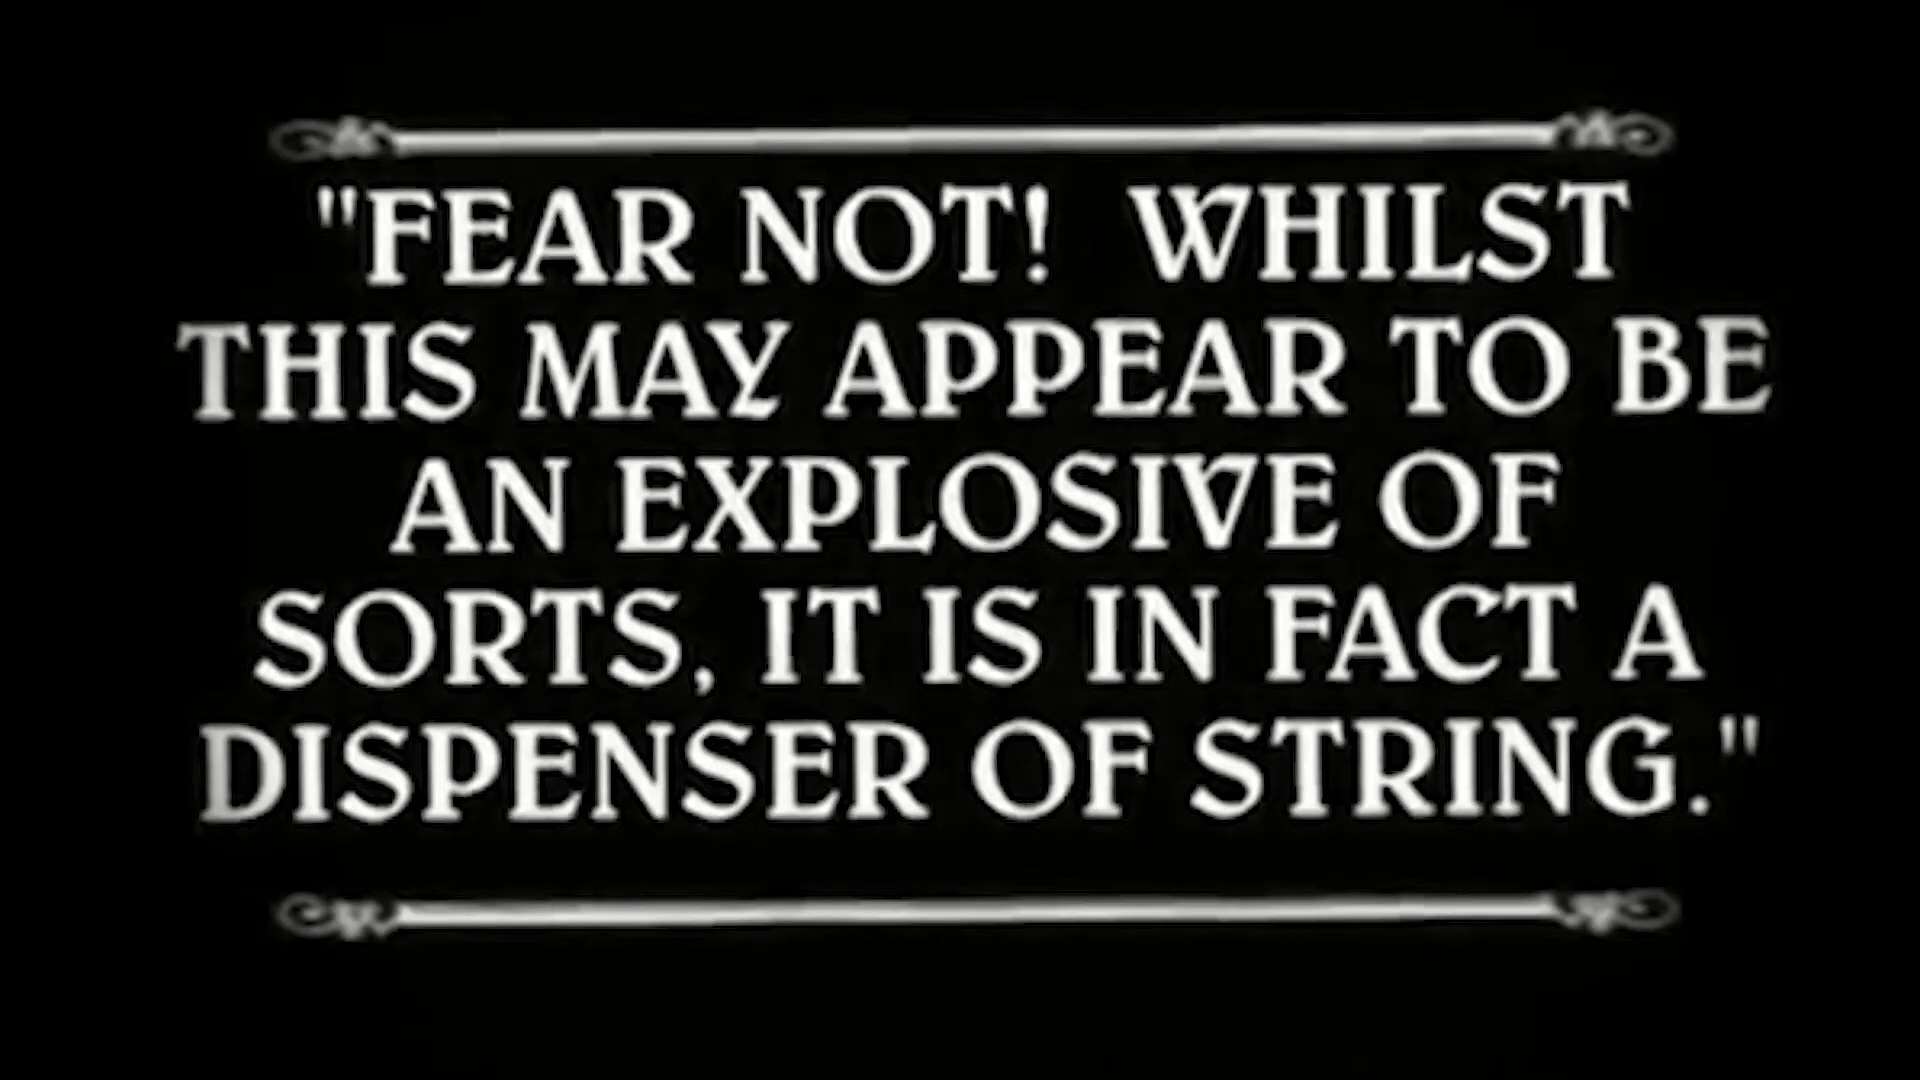 "FEAR NOT!  WHILST
THIS MAY APPEAR TO BE
AN EXPLOSIVE OF
SORTS, IT IS IN FACT A
DISPENSER OF STRING."